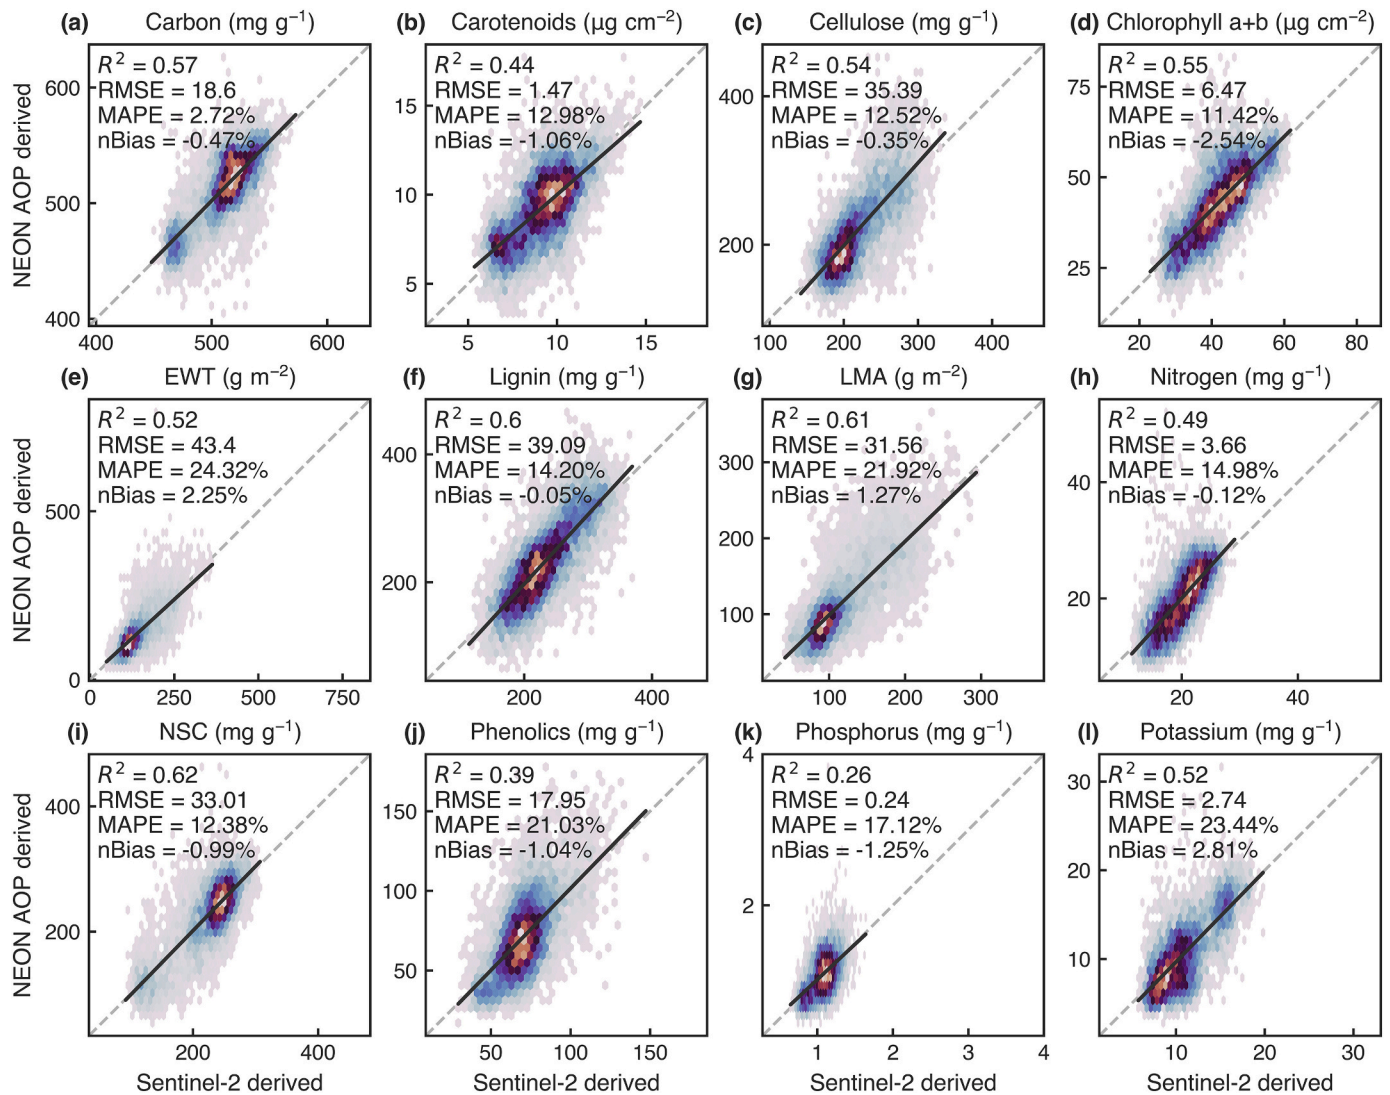 (a) Carbon (mg g⁻¹)
R² = 0.57
RMSE = 18.6
MAPE = 2.72%
nBias = -0.47%
600
500
400
400 500 600
NEON AOP derived
(b) Carotenoids (µg cm⁻²)
R² = 0.44
RMSE = 1.47
MAPE = 12.98%
nBias = -1.06%
15
10
5
5 10 15
(c) Cellulose (mg g⁻¹)
R² = 0.54
RMSE = 35.39
MAPE = 12.52%
nBias = -0.35%
400
200
100 200 300 400
(d) Chlorophyll a+b (µg cm⁻²)
R² = 0.55
RMSE = 6.47
MAPE = 11.42%
nBias = -2.54%
75
50
25
20 40 60 80
(e) EWT (g m⁻²)
R² = 0.52
RMSE = 43.4
MAPE = 24.32%
nBias = 2.25%
500
0
0 250 500 750
NEON AOP derived
(f) Lignin (mg g⁻¹)
R² = 0.6
RMSE = 39.09
MAPE = 14.20%
nBias = -0.05%
400
200
200 400
(g) LMA (g m⁻²)
R² = 0.61
RMSE = 31.56
MAPE = 21.92%
nBias = 1.27%
300
200
100
100 200 300
(h) Nitrogen (mg g⁻¹)
R² = 0.49
RMSE = 3.66
MAPE = 14.98%
nBias = -0.12%
40
20
20 40
(i) NSC (mg g⁻¹)
R² = 0.62
RMSE = 33.01
MAPE = 12.38%
nBias = -0.99%
400
200
200 400
NEON AOP derived
Sentinel-2 derived
(j) Phenolics (mg g⁻¹)
R² = 0.39
RMSE = 17.95
MAPE = 21.03%
nBias = -1.04%
150
100
50
50 100 150
Sentinel-2 derived
(k) Phosphorus (mg g⁻¹)
R² = 0.26
RMSE = 0.24
MAPE = 17.12%
nBias = -1.25%
4
2
1 2 3 4
Sentinel-2 derived
(l) Potassium (mg g⁻¹)
R² = 0.52
RMSE = 2.74
MAPE = 23.44%
nBias = 2.81%
30
20
10
10 20 30
Sentinel-2 derived